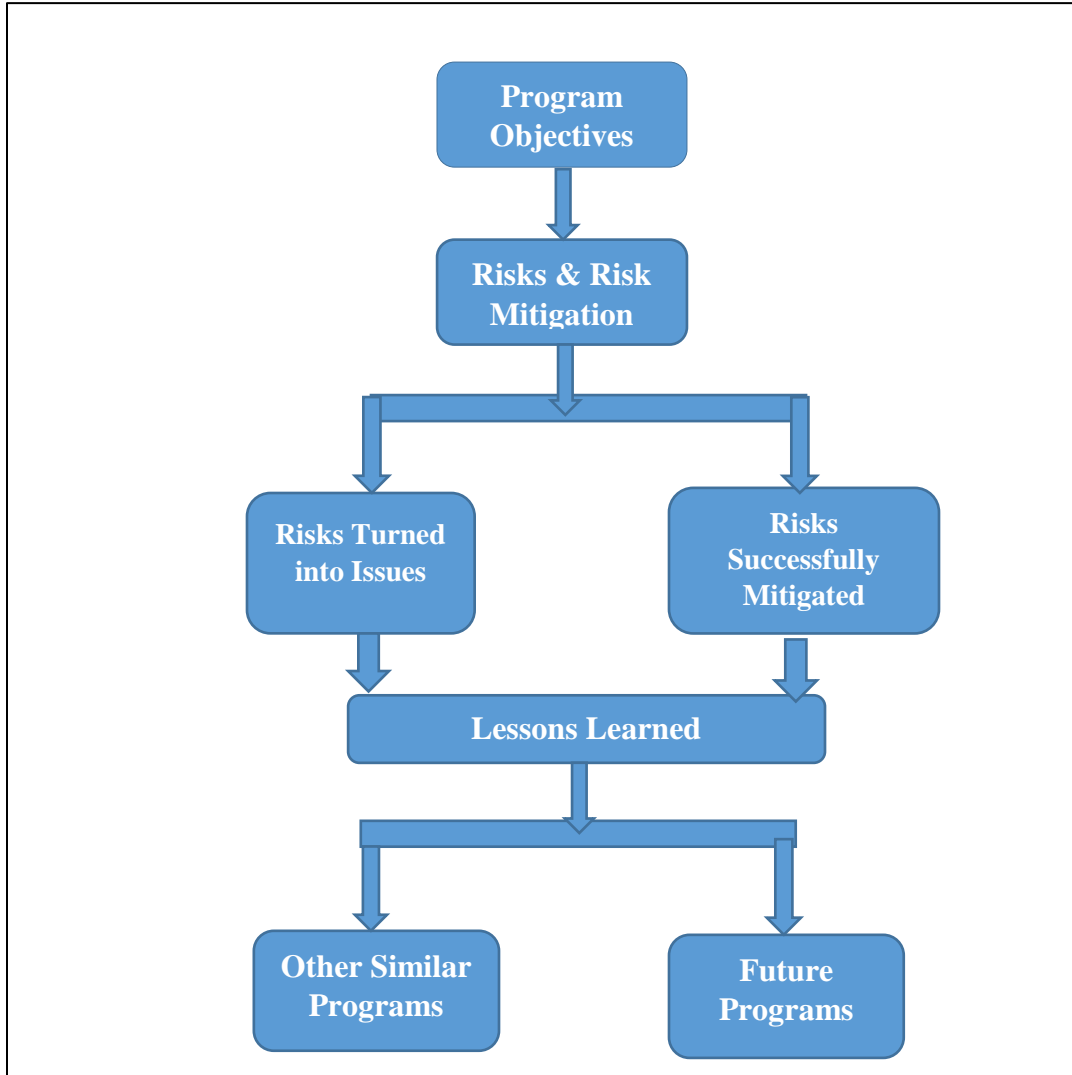 Program
Objectives
Risks & Risk
Mitigation
Risks Turned
into Issues
Risks
Successfully
Mitigated
Lessons Learned
Other Similar
Programs
Future
Programs